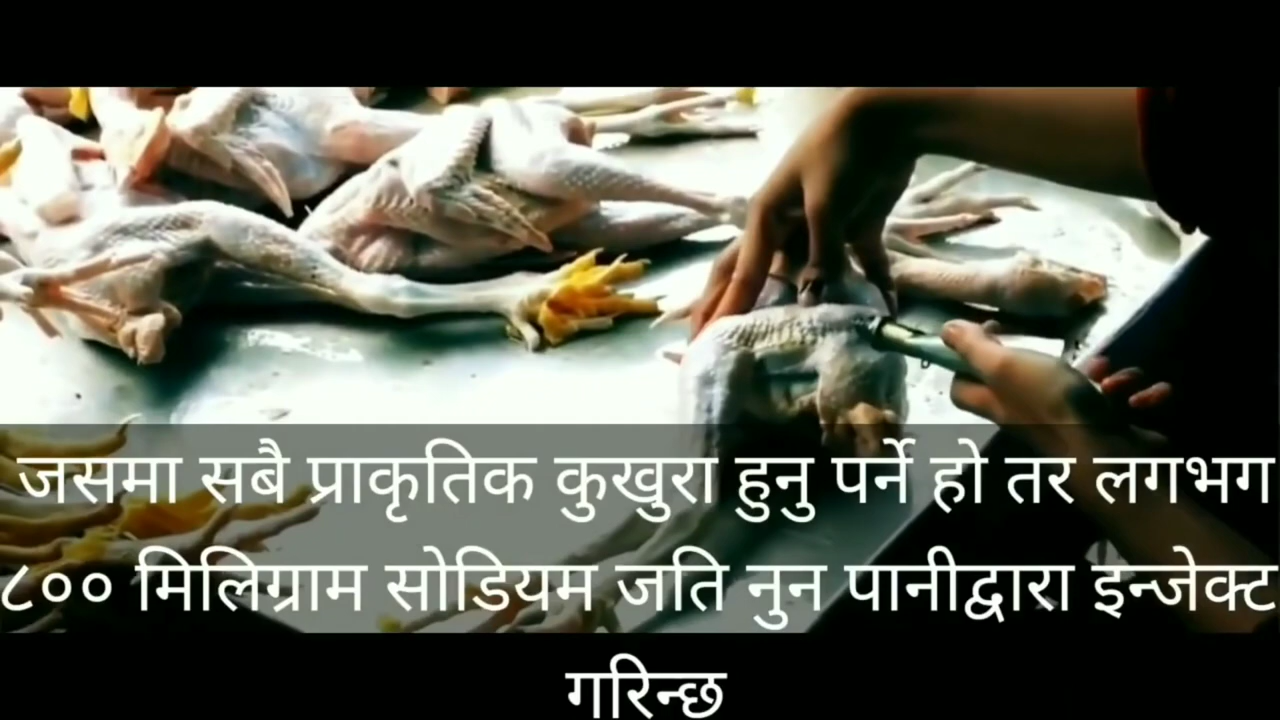 जसमा सबै प्राकृतिक कुखुरा हुनु पर्ने हो तर लगभग
८०० मिलिग्राम सोडियम जति नुन पानीद्वारा इन्जेक्ट
गरिन्छ